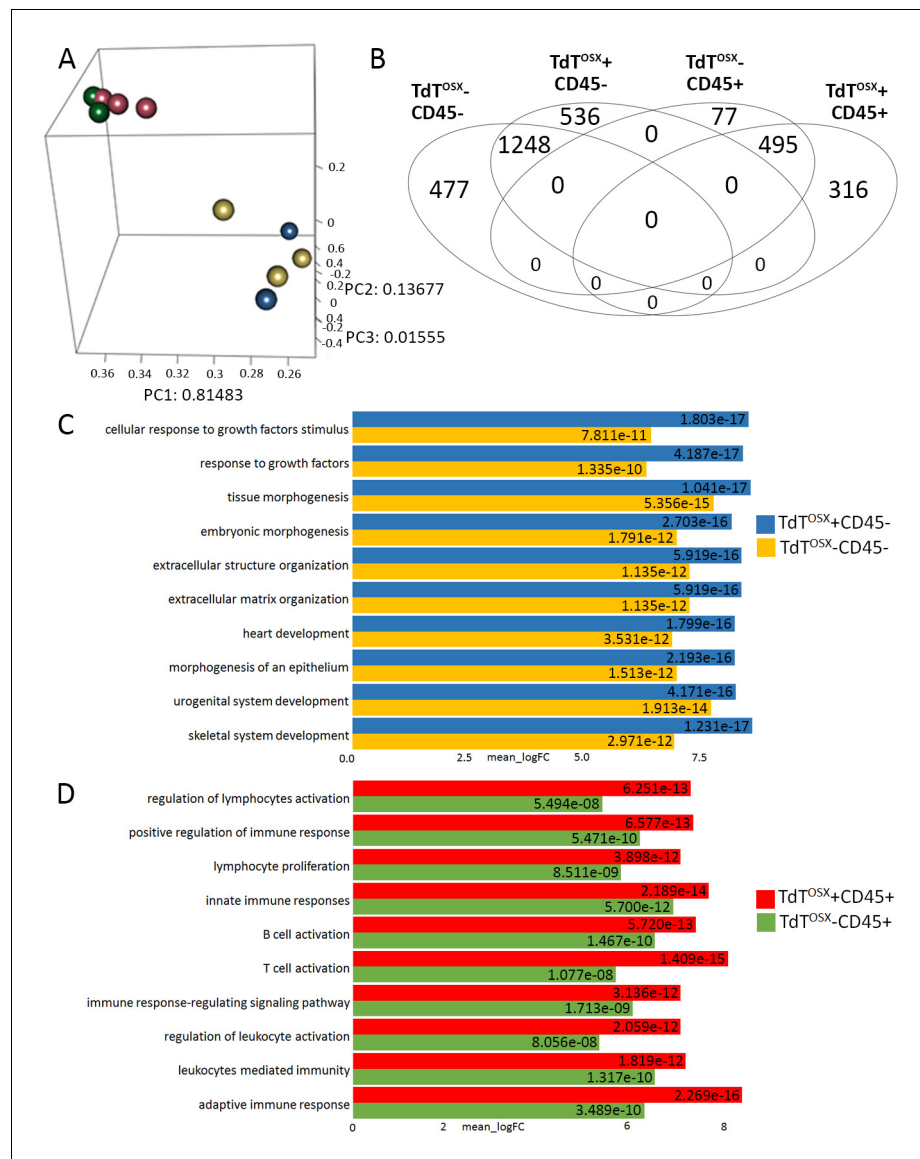 A
0.2
0
0.6
0.4
-0.2
0.2
0
0.4
-0.2
-0.4
PC2: 0.13677
PC3: 0.01555
0.36 0.34 0.32 0.3 0.28 0.26
PC1: 0.81483
B
TdT^OSX-
CD45-
TdT^OSX+
CD45-
TdT^OSX-
CD45+
TdT^OSX+
CD45+
536 77
0
1248 495
477 0 0 316
0
0 0
0 0
0
C
cellular response to growth factors stimulus 1.803e-17
7.811e-11
response to growth factors 4.187e-17
1.335e-10
tissue morphogenesis 1.041e-17
5.356e-15
embryonic morphogenesis 2.703e-16
1.791e-12
extracellular structure organization 5.919e-16
1.135e-12
extracellular matrix organization 5.919e-16
1.135e-12
heart development 1.799e-16
3.531e-12
morphogenesis of an epithelium 2.193e-16
1.513e-12
urogenital system development 4.171e-16
1.913e-14
skeletal system development 1.231e-17
2.971e-12
0.0 2.5 mean_logFC 5.0 7.5
TdT^OSX+CD45-
TdT^OSX-CD45-
D
regulation of lymphocytes activation 6.251e-13
5.494e-08
positive regulation of immune response 6.577e-13
5.471e-10
lymphocyte proliferation 3.898e-12
8.511e-09
innate immune responses 2.189e-14
5.700e-12
B cell activation 5.720e-13
1.467e-10
T cell activation 1.409e-15
1.077e-08
immune response-regulating signaling pathway 3.136e-12
1.713e-09
regulation of leukocyte activation 2.059e-12
8.056e-08
leukocytes mediated immunity 1.819e-12
1.317e-10
adaptive immune response 2.269e-16
3.489e-10
0 2 mean_logFC 6 8
TdT^OSX+CD45+
TdT^OSX-CD45+